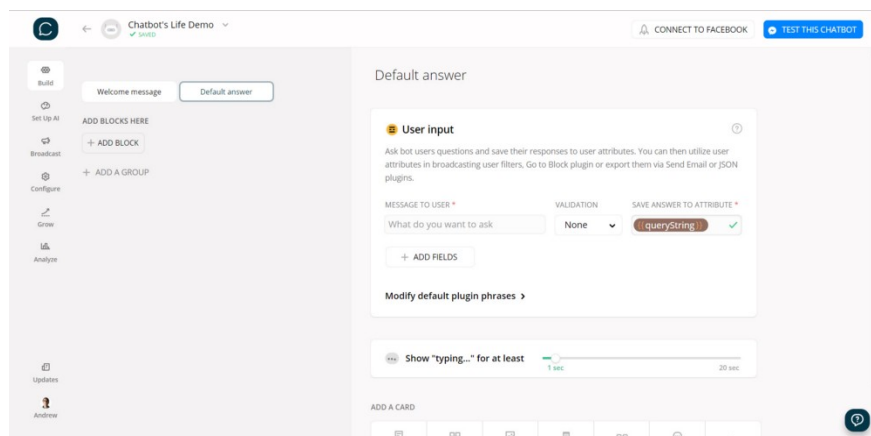 Chatbot's Life Demo
SAVED
CONNECT TO FACEBOOK
TEST THIS CHATBOT
Build
Set Up AI
Broadcast
Configure
Grow
Analyze
Updates
Andrew
Welcome message
Default answer
ADD BLOCKS HERE
+ ADD BLOCK
+ ADD A GROUP
Default answer
User input
Ask bot users questions and save their responses to user attributes. You can then utilize user
attributes in broadcasting user filters, Go to Block plugin or export them via Send Email or JSON
plugins.
MESSAGE TO USER * VALIDATION SAVE ANSWER TO ATTRIBUTE *
What do you want to ask None {{queryString}}
+ ADD FIELDS
Modify default plugin phrases >
Show "typing..." for at least
1 sec 20 sec
ADD A CARD